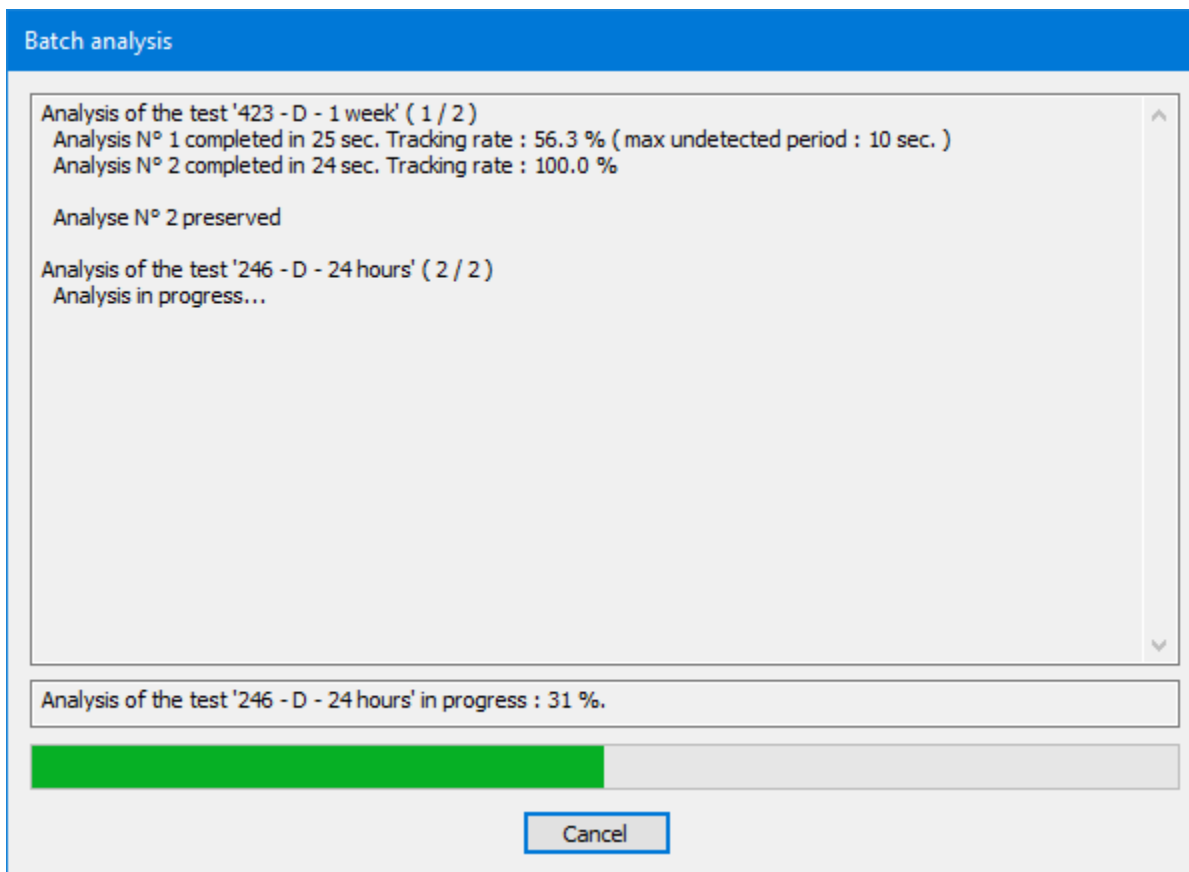 Batch analysis
Analysis of the test '423 - D - 1 week' ( 1 / 2 )
Analysis N° 1 completed in 25 sec. Tracking rate : 56.3 % ( max undetected period : 10 sec. )
Analysis N° 2 completed in 24 sec. Tracking rate : 100.0 %
Analyse N° 2 preserved
Analysis of the test '246 - D - 24 hours' ( 2 / 2 )
Analysis in progress...
Analysis of the test '246 - D - 24 hours' in progress : 31 %.
Cancel